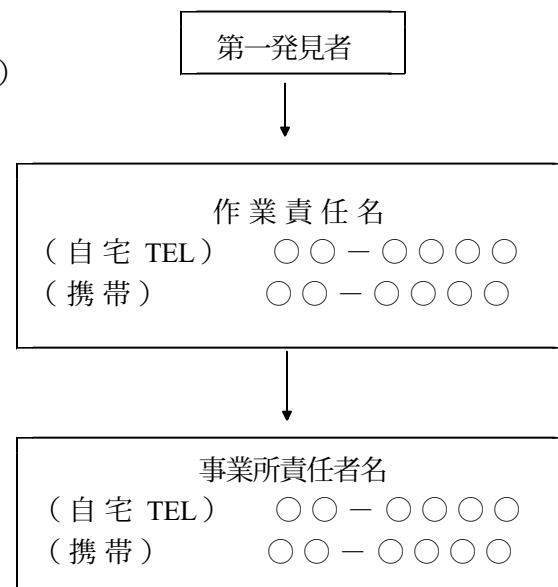 第一発見者
)
作 業 責 任 名
( 自 宅 TEL )　○○－○○○○
( 携 帯 )　○○－○○○○
事業所責任者名
( 自 宅 TEL )　○○－○○○○
( 携 帯 )　○○－○○○○